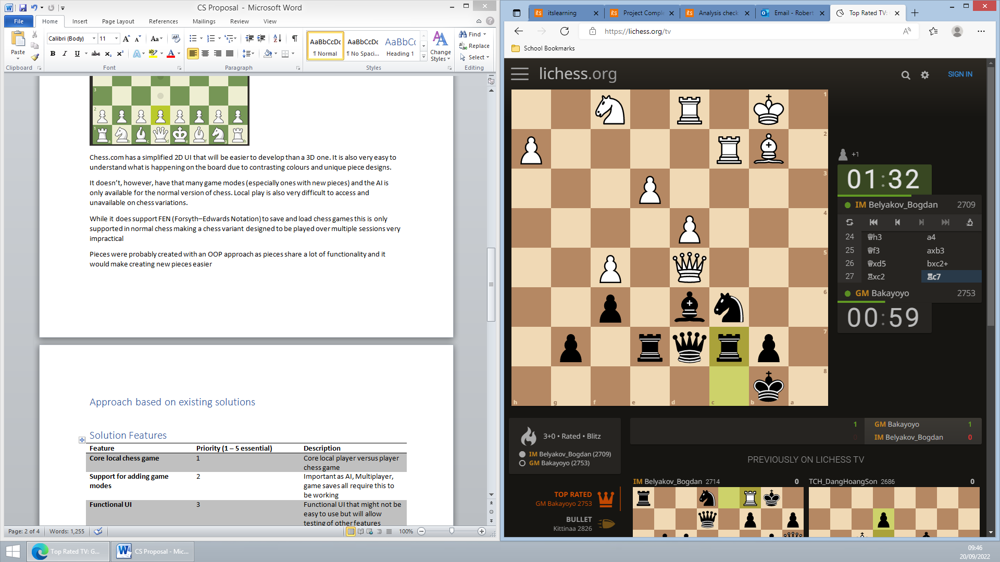 CS Proposal - Microsoft Word
File Home Insert Page Layout References Mailings Review View
Paste
Calibri (Body) 11
Clipboard Font Paragraph Styles Editing
AaBbCcDc AaBbCcDc AaBbCc
¶ Normal ¶ No Spaci... Heading 1
Change
Styles
Find
Replace
Select
3
2
1
a b c d e f g h
Chess.com has a simplified 2D UI that will be easier to develop than a 3D one. It is also very easy to
understand what is happening on the board due to contrasting colours and unique piece designs.
It doesn't, however, have that many game modes (especially ones with new pieces) and the AI is
only available for the normal version of chess. Local play is also very difficult to access and
unavailable on chess variations.
While it does support FEN (Forsyth–Edwards Notation) to save and load chess games this is only
supported in normal chess making a chess variant designed to be played over multiple sessions very
impractical
Pieces were probably created with an OOP approach as pieces share a lot of functionality and it
would make creating new pieces easier
Approach based on existing solutions
Solution Features
Feature Priority (1 – 5 essential) Description
Core local chess game 1 Core local player versus player
chess game
Support for adding game 2 Important as AI, Multiplayer,
modes game saves all require this to
be working
Functional UI 3 Functional UI that might not be
easy to use but will allow
testing of other features
Page: 2 of 4 Words: 1,255 100%
itslearning Project Comple Analysis check Email - Robert Top Rated TV:
https://lichess.org/tv
School Bookmarks
lichess.org
SIGN IN
1
2
3
4
5
6
7
8
h g f e d c b a
+1
01:32
IM Belyakov_Bogdan 2709
24 ♕h3 a4
25 ♕f3 axb3
26 ♕xd5 bxc2+
27 ♖xc2 ♖c7
GM Bakayoyo 2753
00:59
3+0 • Rated • Blitz
IM Belyakov_Bogdan (2709)
GM Bakayoyo (2753)
1 GM Bakayoyo 1
0 IM Belyakov_Bogdan 0
PREVIOUSLY ON LICHESS TV
IM Belyakov_Bogdan 2714 0
TCH_DangHoangSon 2686 0
TOP RATED
GM Bakayoyo 2753
BULLET
Kittinaa 2826
Top Rated TV: G...
CS Proposal - Mic...
09:46
20/09/2022